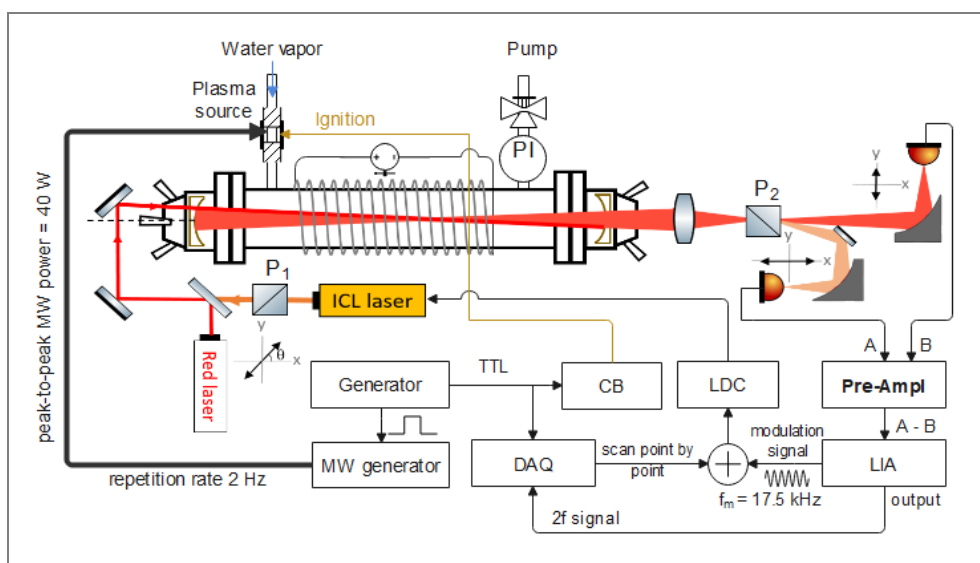 Water vapor
Pump
Plasma
source
Ignition
PI
y
x
P2
y
x
P1
ICL laser
y
x
θ
Red laser
A
B
peak-to-peak MW power = 40 W
Generator
TTL
CB
LDC
Pre-Ampl
A - B
MW generator
repetition rate 2 Hz
DAQ
scan point by
point
modulation
signal
LIA
fm = 17.5 kHz
output
2f signal